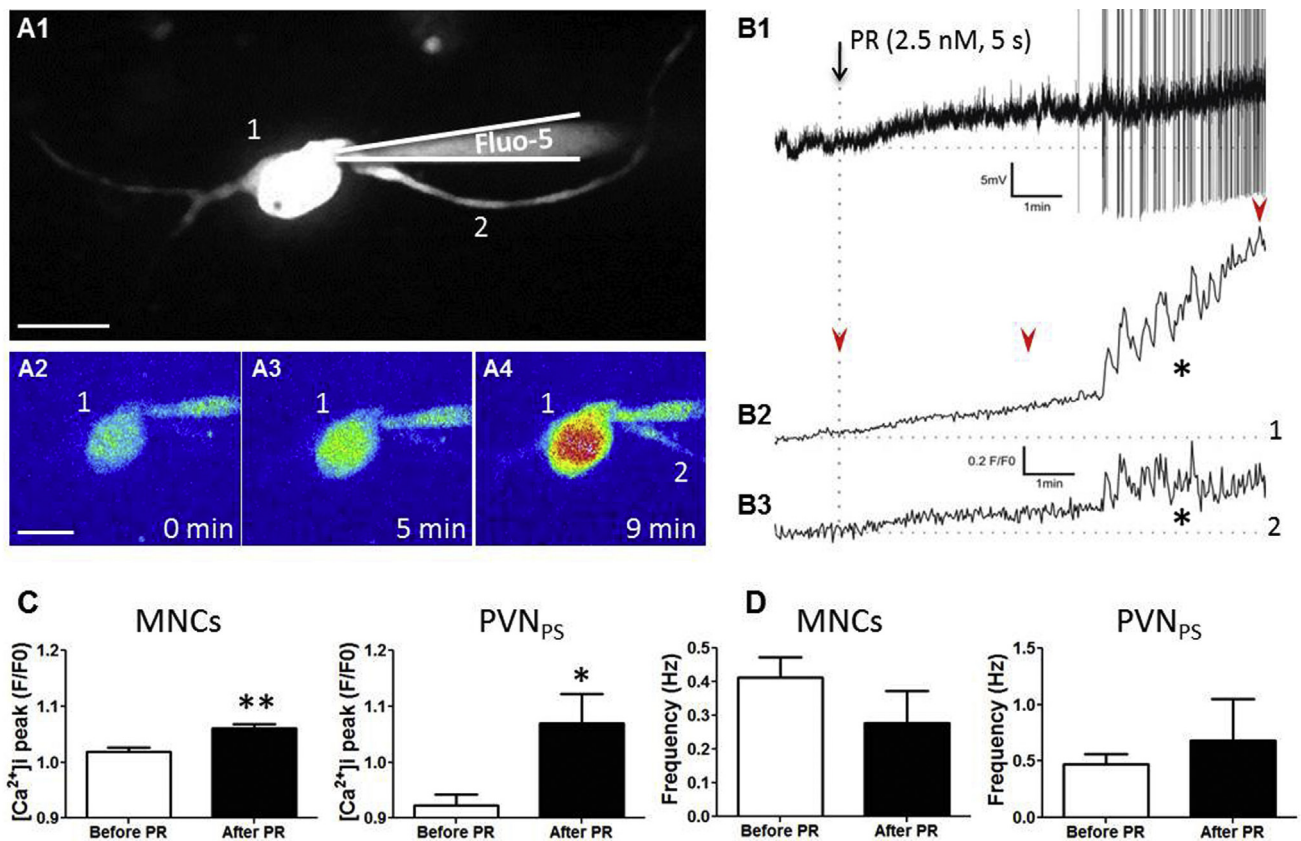 A1
1
Fluo-5
2
A2
1
0 min
A3
1
5 min
A4
1
2
9 min
B1
PR (2.5 nM, 5 s)
5mV
1min
*
B2
1
0.2 F/F0
1min
B3
*
2
C
MNCs
[Ca2+]i peak (F/F0)
1.2
1.1
1.0
0.9
**
Before PR
After PR
PVNPS
[Ca2+]i peak (F/F0)
1.2
1.1
1.0
0.9
*
Before PR
After PR
D
MNCs
Frequency (Hz)
0.5
0.4
0.3
0.2
0.1
0.0
Before PR
After PR
PVNPS
Frequency (Hz)
1.5
1.0
0.5
0.0
Before PR
After PR